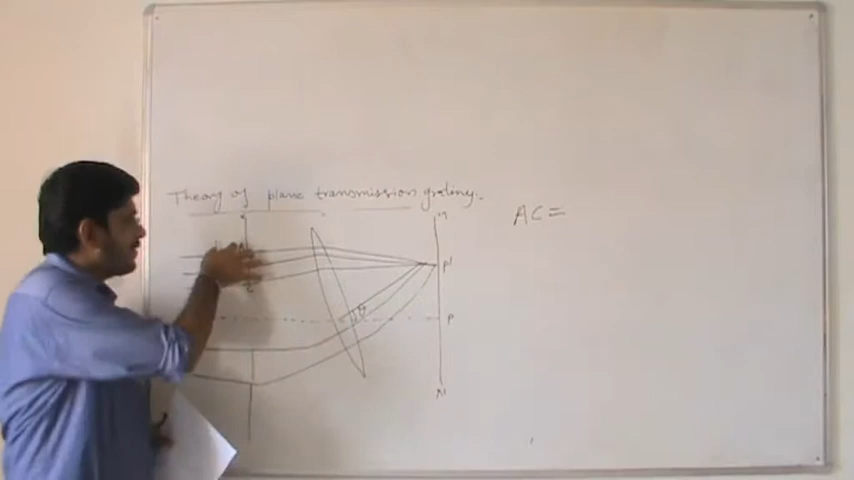 Theory of plane transmission grating.
AC=
P'
θ
P